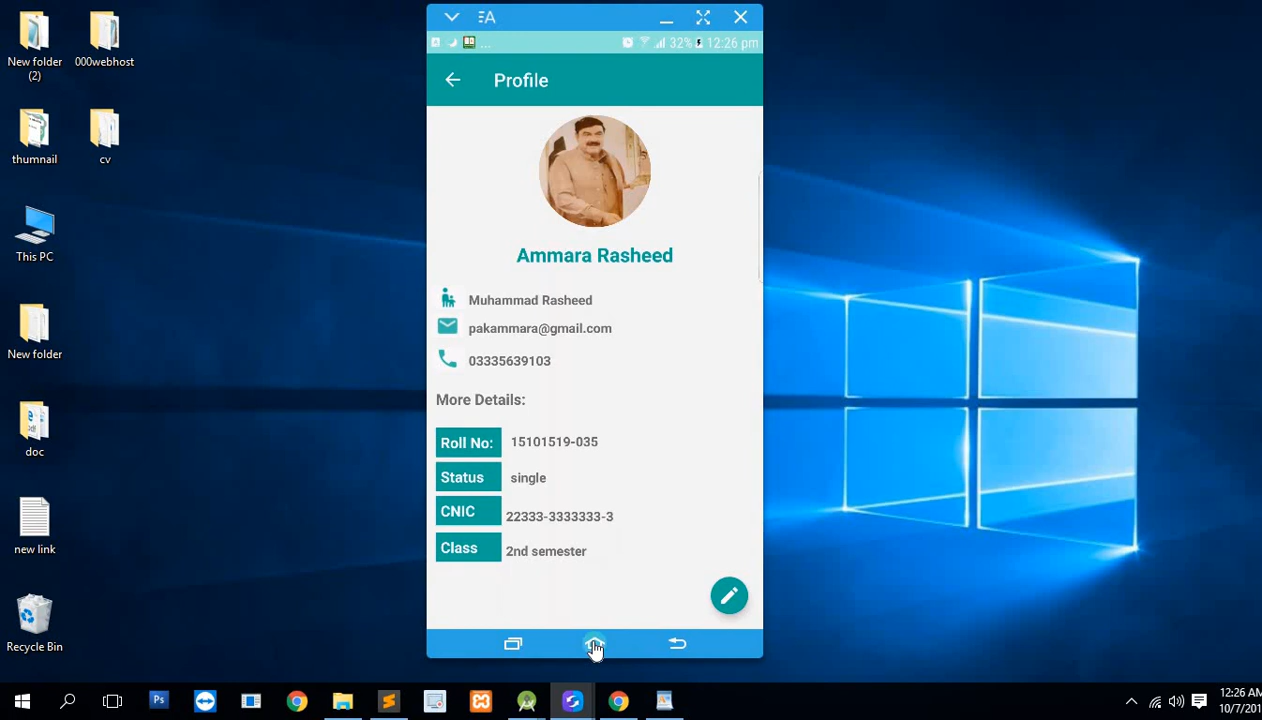 New folder
(2)
000webhost
thumnail
cv
This PC
New folder
doc
new link
Recycle Bin
A
...
32%
12:26 pm
Profile
Ammara Rasheed
Muhammad Rasheed
pakammara@gmail.com
03335639103
More Details:
Roll No: 15101519-035
Status single
CNIC 22333-3333333-3
Class 2nd semester
Ps
12:26 AM
10/7/201